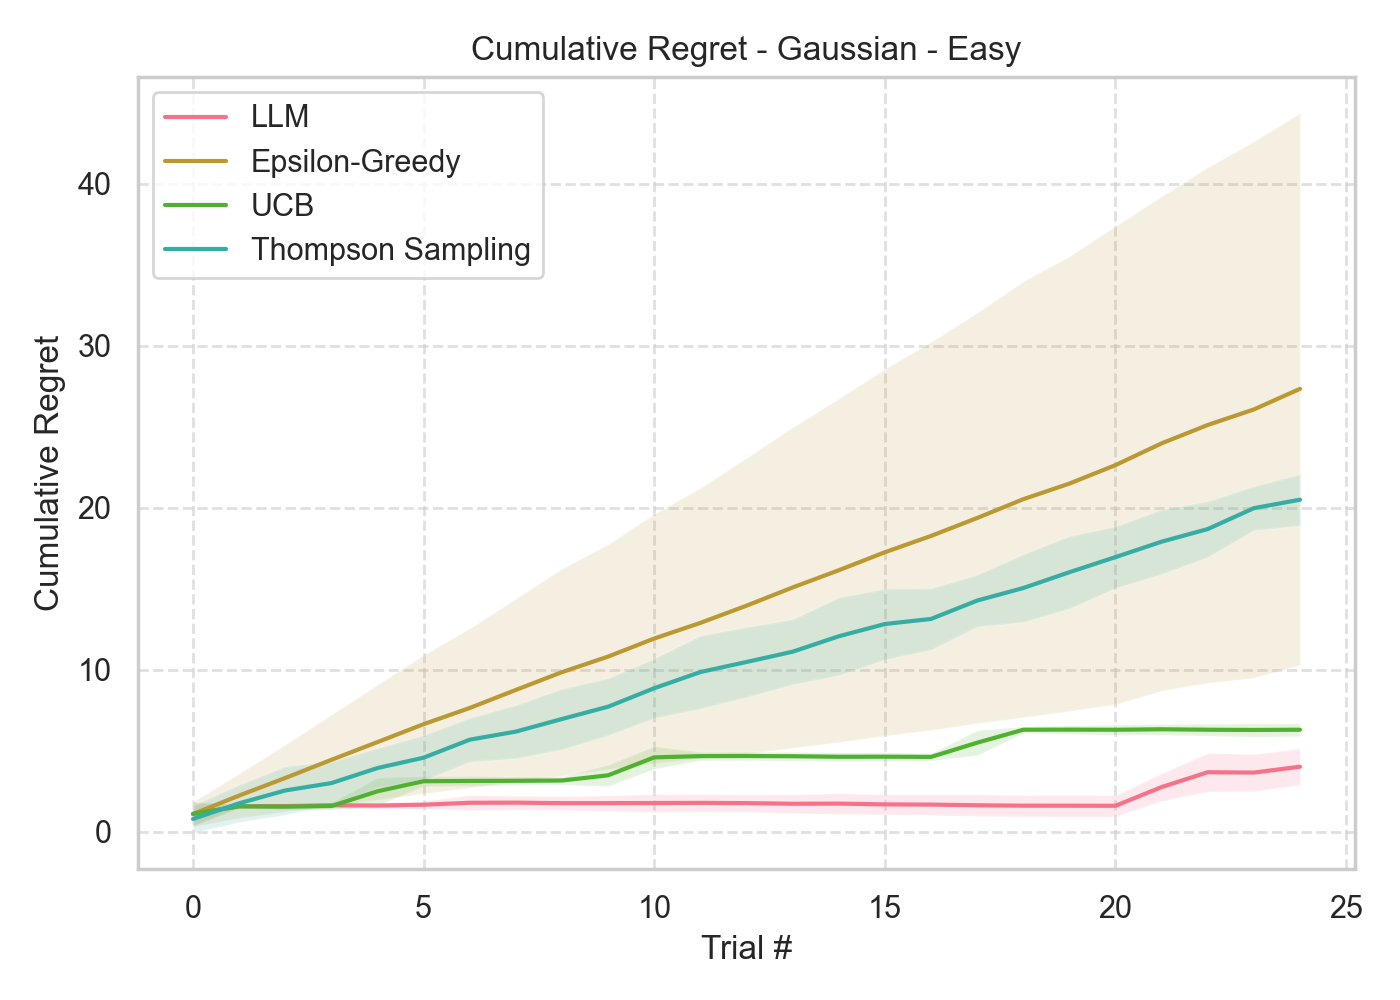 Cumulative Regret - Gaussian - Easy
LLM
Epsilon-Greedy
UCB
Thompson Sampling
Cumulative Regret
40
30
20
10
0
0 5 10 15 20 25
Trial #